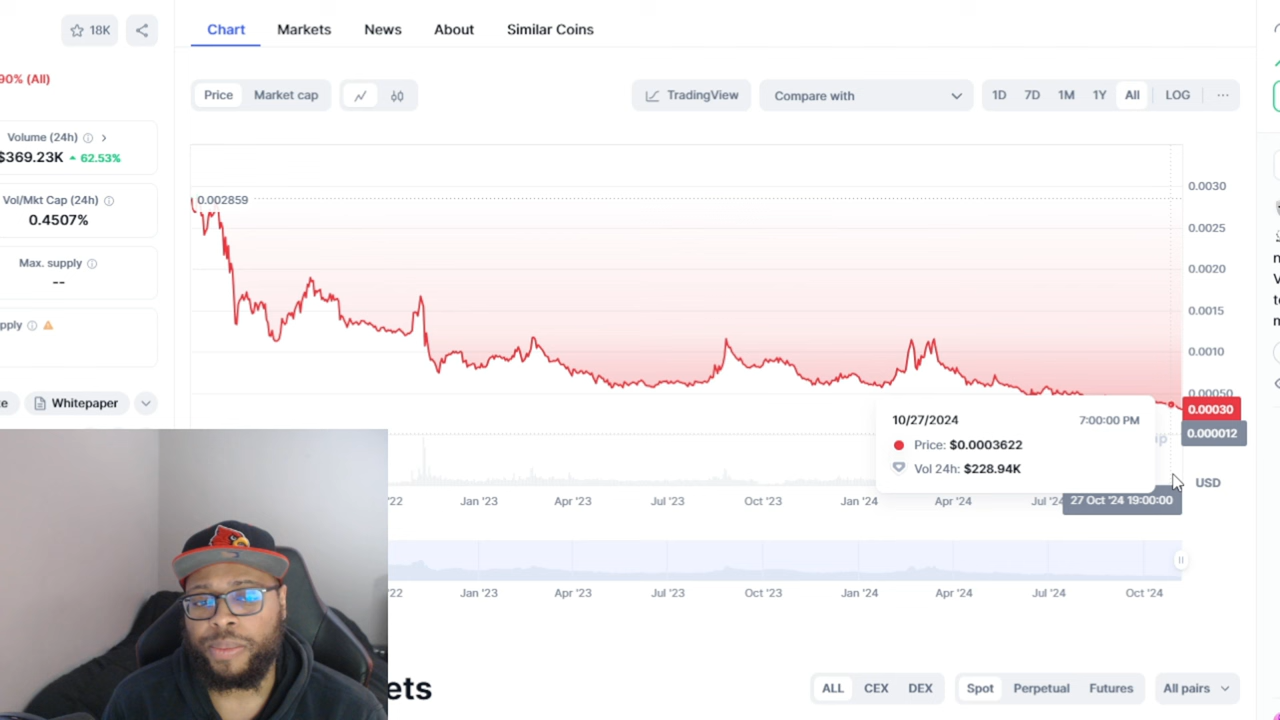 18K
Chart Markets News About Similar Coins
90% (All)
Price Market cap TradingView Compare with 1D 7D 1M 1Y All LOG ...
Volume (24h)
$369.23K 62.53%
Vol/Mkt Cap (24h)
0.4507%
Max. supply
--
pply
Whitepaper
0.002859
0.0030
0.0025
0.0020
0.0015
0.0010
0.00050
0.00030
0.000012
10/27/2024 7:00:00 PM
Price: $0.0003622
Vol 24h: $228.94K
USD
'22 Jan '23 Apr '23 Jul '23 Oct '23 Jan '24 Apr '24 Jul '24 27 Oct '24 19:00:00
'22 Jan '23 Apr '23 Jul '23 Oct '23 Jan '24 Apr '24 Jul '24 Oct '24
ets
ALL CEX DEX Spot Perpetual Futures All pairs